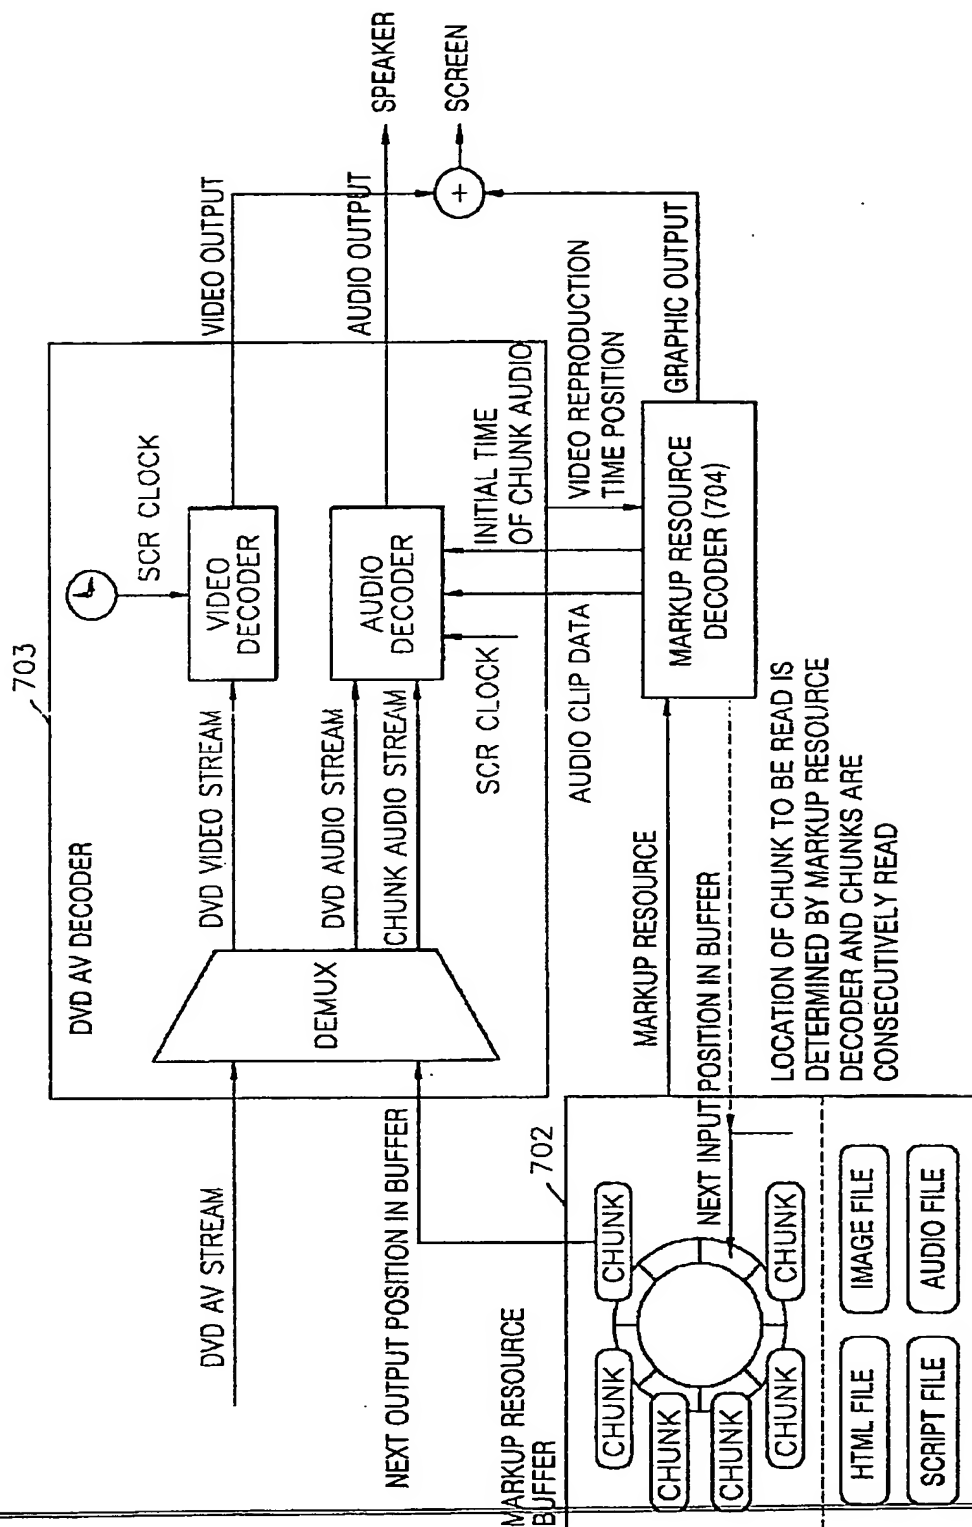 703
DVD AV DECODER
SCR CLOCK
VIDEO OUTPUT
SPEAKER
SCREEN
DVD AV STREAM
DEMUX
DVD VIDEO STREAM
VIDEO
DECODER
DVD AUDIO STREAM
CHUNK AUDIO STREAM
AUDIO
DECODER
AUDIO OUTPUT
+
SCR CLOCK
INITIAL TIME
OF CHUNK AUDIO
NEXT OUTPUT POSITION IN BUFFER
AUDIO CLIP DATA
VIDEO REPRODUCTION
TIME POSITION
MARKUP RESOURCE
BUFFER
702
MARKUP RESOURCE
MARKUP RESOURCE
DECODER (704)
GRAPHIC OUTPUT
NEXT INPUT POSITION IN BUFFER
CHUNK
CHUNK
CHUNK
CHUNK
CHUNK
CHUNK
LOCATION OF CHUNK TO BE READ IS
DETERMINED BY MARKUP RESOURCE
DECODER AND CHUNKS ARE
CONSECUTIVELY READ
HTML FILE
IMAGE FILE
SCRIPT FILE
AUDIO FILE